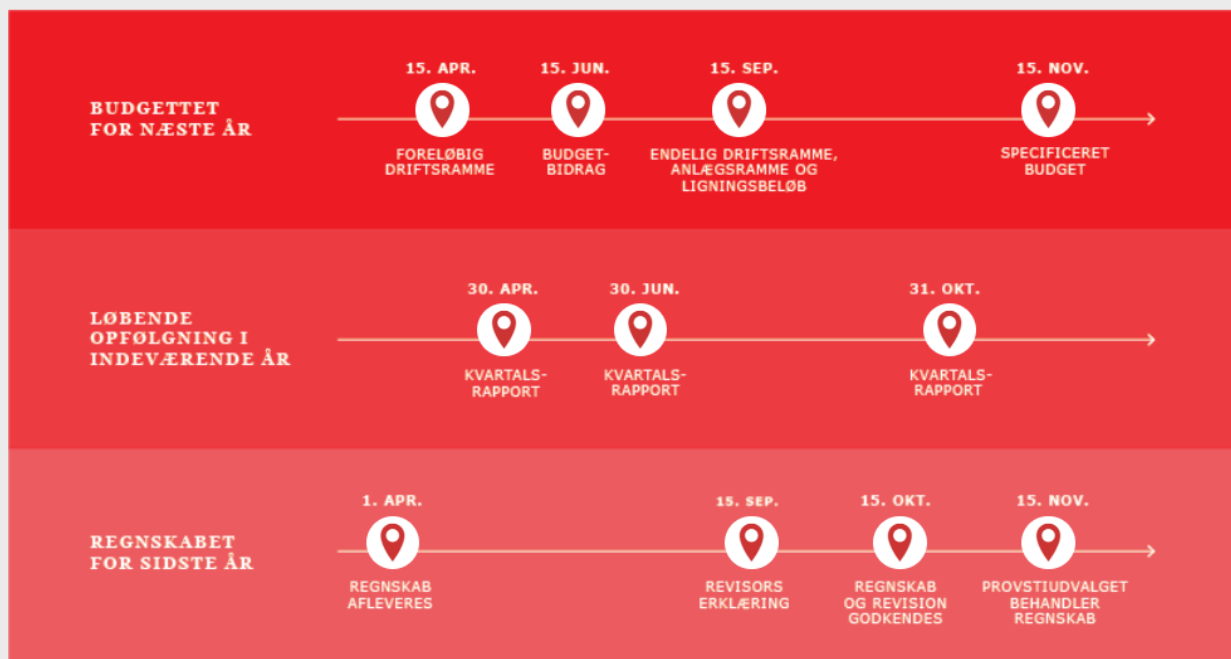 BUDGETTET
FOR NÆSTE ÅR
15. APR.
FORELØBIG
DRIFTSRAMME
15. JUN.
BUDGET-
BIDRAG
15. SEP.
ENDELIG DRIFTSRAMME,
ANLÆGSRAMME OG
LIGNINGSBELØB
15. NOV.
SPECIFICERET
BUDGET
LØBENDE
OPFØLGNING I
INDEVÆRENDE ÅR
30. APR.
KVARTALS-
RAPPORT
30. JUN.
KVARTALS-
RAPPORT
31. OKT.
KVARTALS-
RAPPORT
REGNSKABET
FOR SIDSTE ÅR
1. APR.
REGNSKAB
AFLEVERES
15. SEP.
REVISORS
ERKLÆRING
15. OKT.
REGNSKAB
OG REVISION
GODKENDES
15. NOV.
PROVSTIUDVALGET
BEHANDLER
REGNSKAB